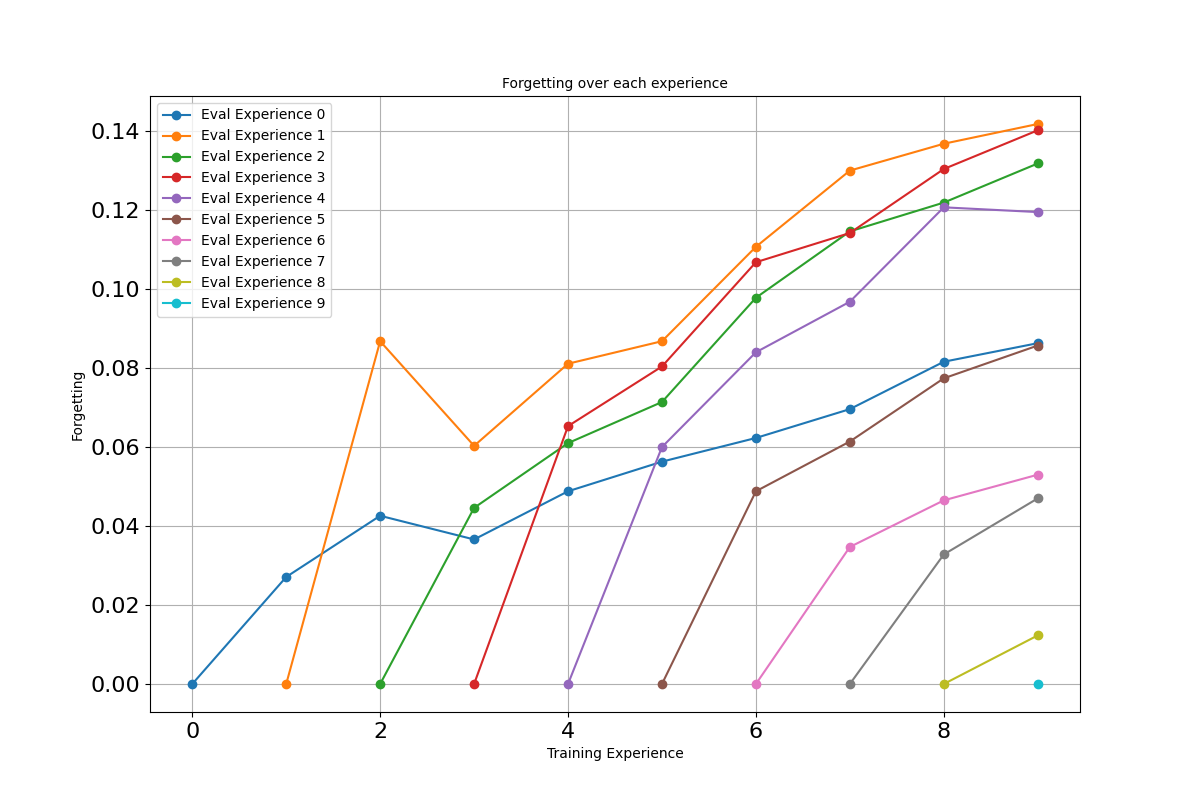 Forgetting over each experience
Eval Experience 0
Eval Experience 1
Eval Experience 2
Eval Experience 3
Eval Experience 4
Eval Experience 5
Eval Experience 6
Eval Experience 7
Eval Experience 8
Eval Experience 9
0.14
0.12
0.10
0.08
0.06
0.04
0.02
0.00
Forgetting
0 2 4 6 8
Training Experience